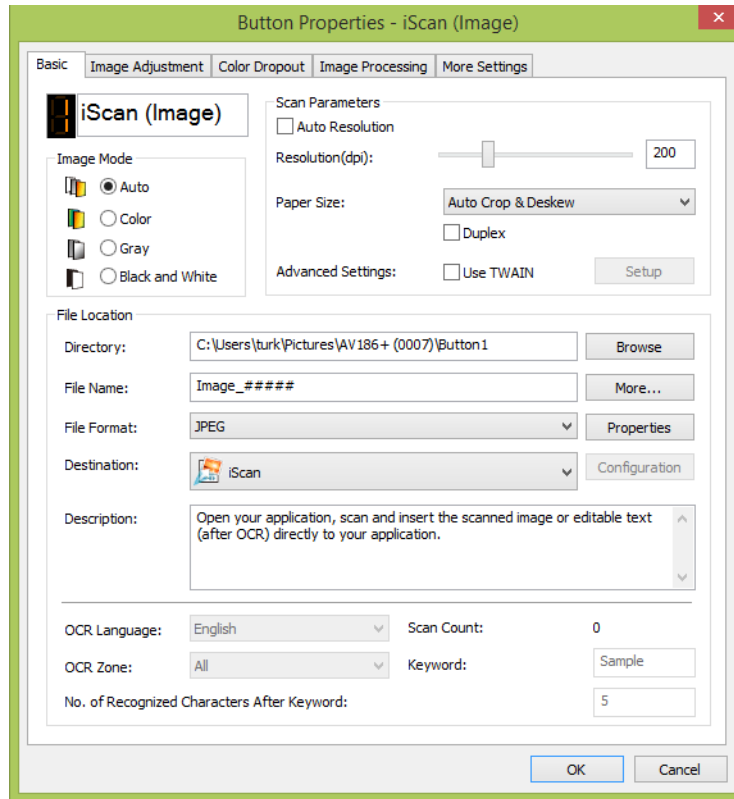 Button Properties - iScan (Image)
Basic Image Adjustment Color Dropout Image Processing More Settings
1 iScan (Image)
Scan Parameters
Auto Resolution
Resolution(dpi): 200
Image Mode
Auto
Color
Gray
Black and White
Paper Size: Auto Crop & Deskew
Duplex
Advanced Settings: Use TWAIN Setup
File Location
Directory: C:\Users\turk\Pictures\AV186+ (0007)\Button1 Browse
File Name: Image_##### More...
File Format: JPEG Properties
Destination: iScan Configuration
Description: Open your application, scan and insert the scanned image or editable text
(after OCR) directly to your application.
OCR Language: English Scan Count: 0
OCR Zone: All Keyword: Sample
No. of Recognized Characters After Keyword: 5
OK Cancel